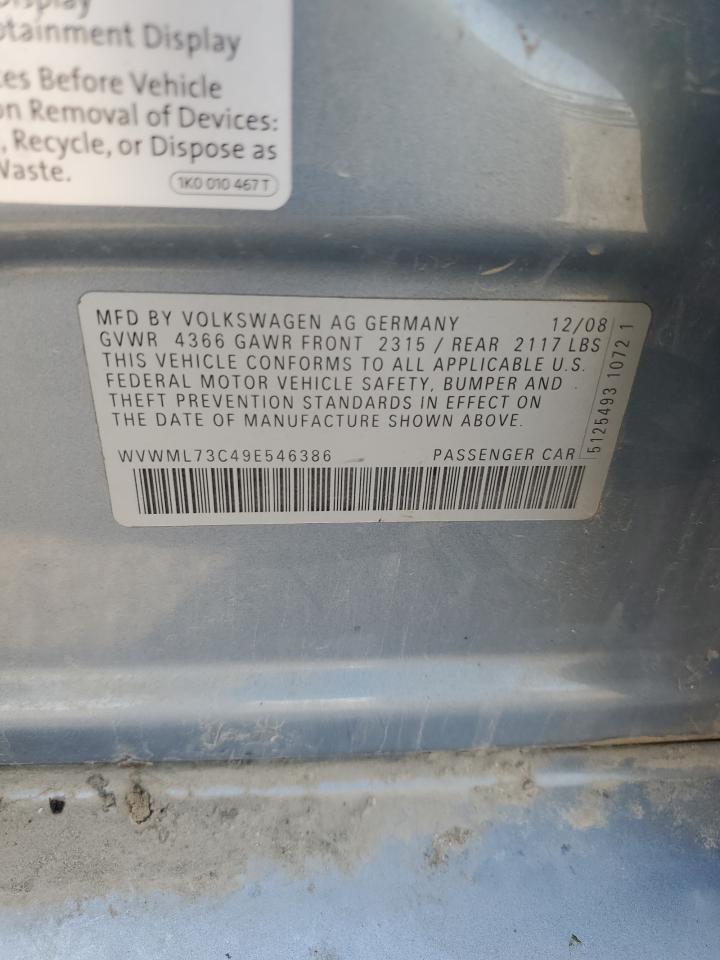 otainment Display
Before Vehicle
on Removal of Devices:
Recycle, or Dispose as
Waste.
1K0 010 467 T
MFD BY VOLKSWAGEN AG GERMANY 12/08
GVWR 4366 GAWR FRONT 2315 / REAR 2117 LBS
THIS VEHICLE CONFORMS TO ALL APPLICABLE U.S.
FEDERAL MOTOR VEHICLE SAFETY, BUMPER AND
THEFT PREVENTION STANDARDS IN EFFECT ON
THE DATE OF MANUFACTURE SHOWN ABOVE.
WVWML73C49E546386 PASSENGER CAR
5125493 1072 1